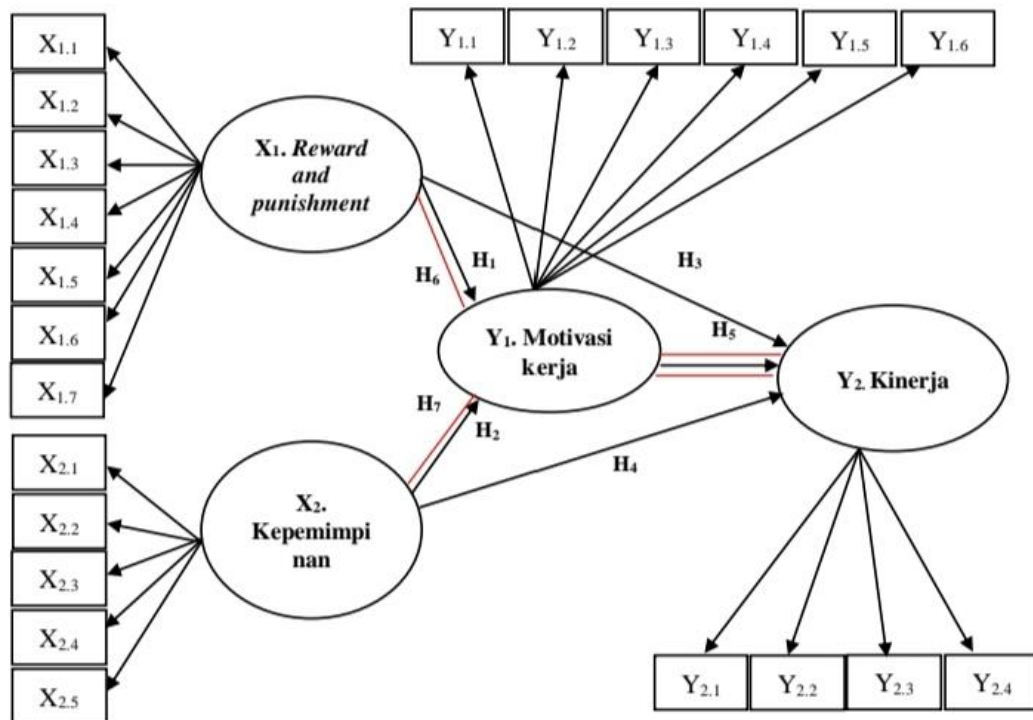 X1.1
X1.2
X1.3
X1.4
X1.5
X1.6
X1.7
X1. Reward
and
punishment
Y1.1
Y1.2
Y1.3
Y1.4
Y1.5
Y1.6
H1
H6
H3
Y1. Motivasi
kerja
H5
Y2. Kinerja
H7
H2
H4
X2.1
X2.2
X2.3
X2.4
X2.5
X2.
Kepemimpi
nan
Y2.1
Y2.2
Y2.3
Y2.4